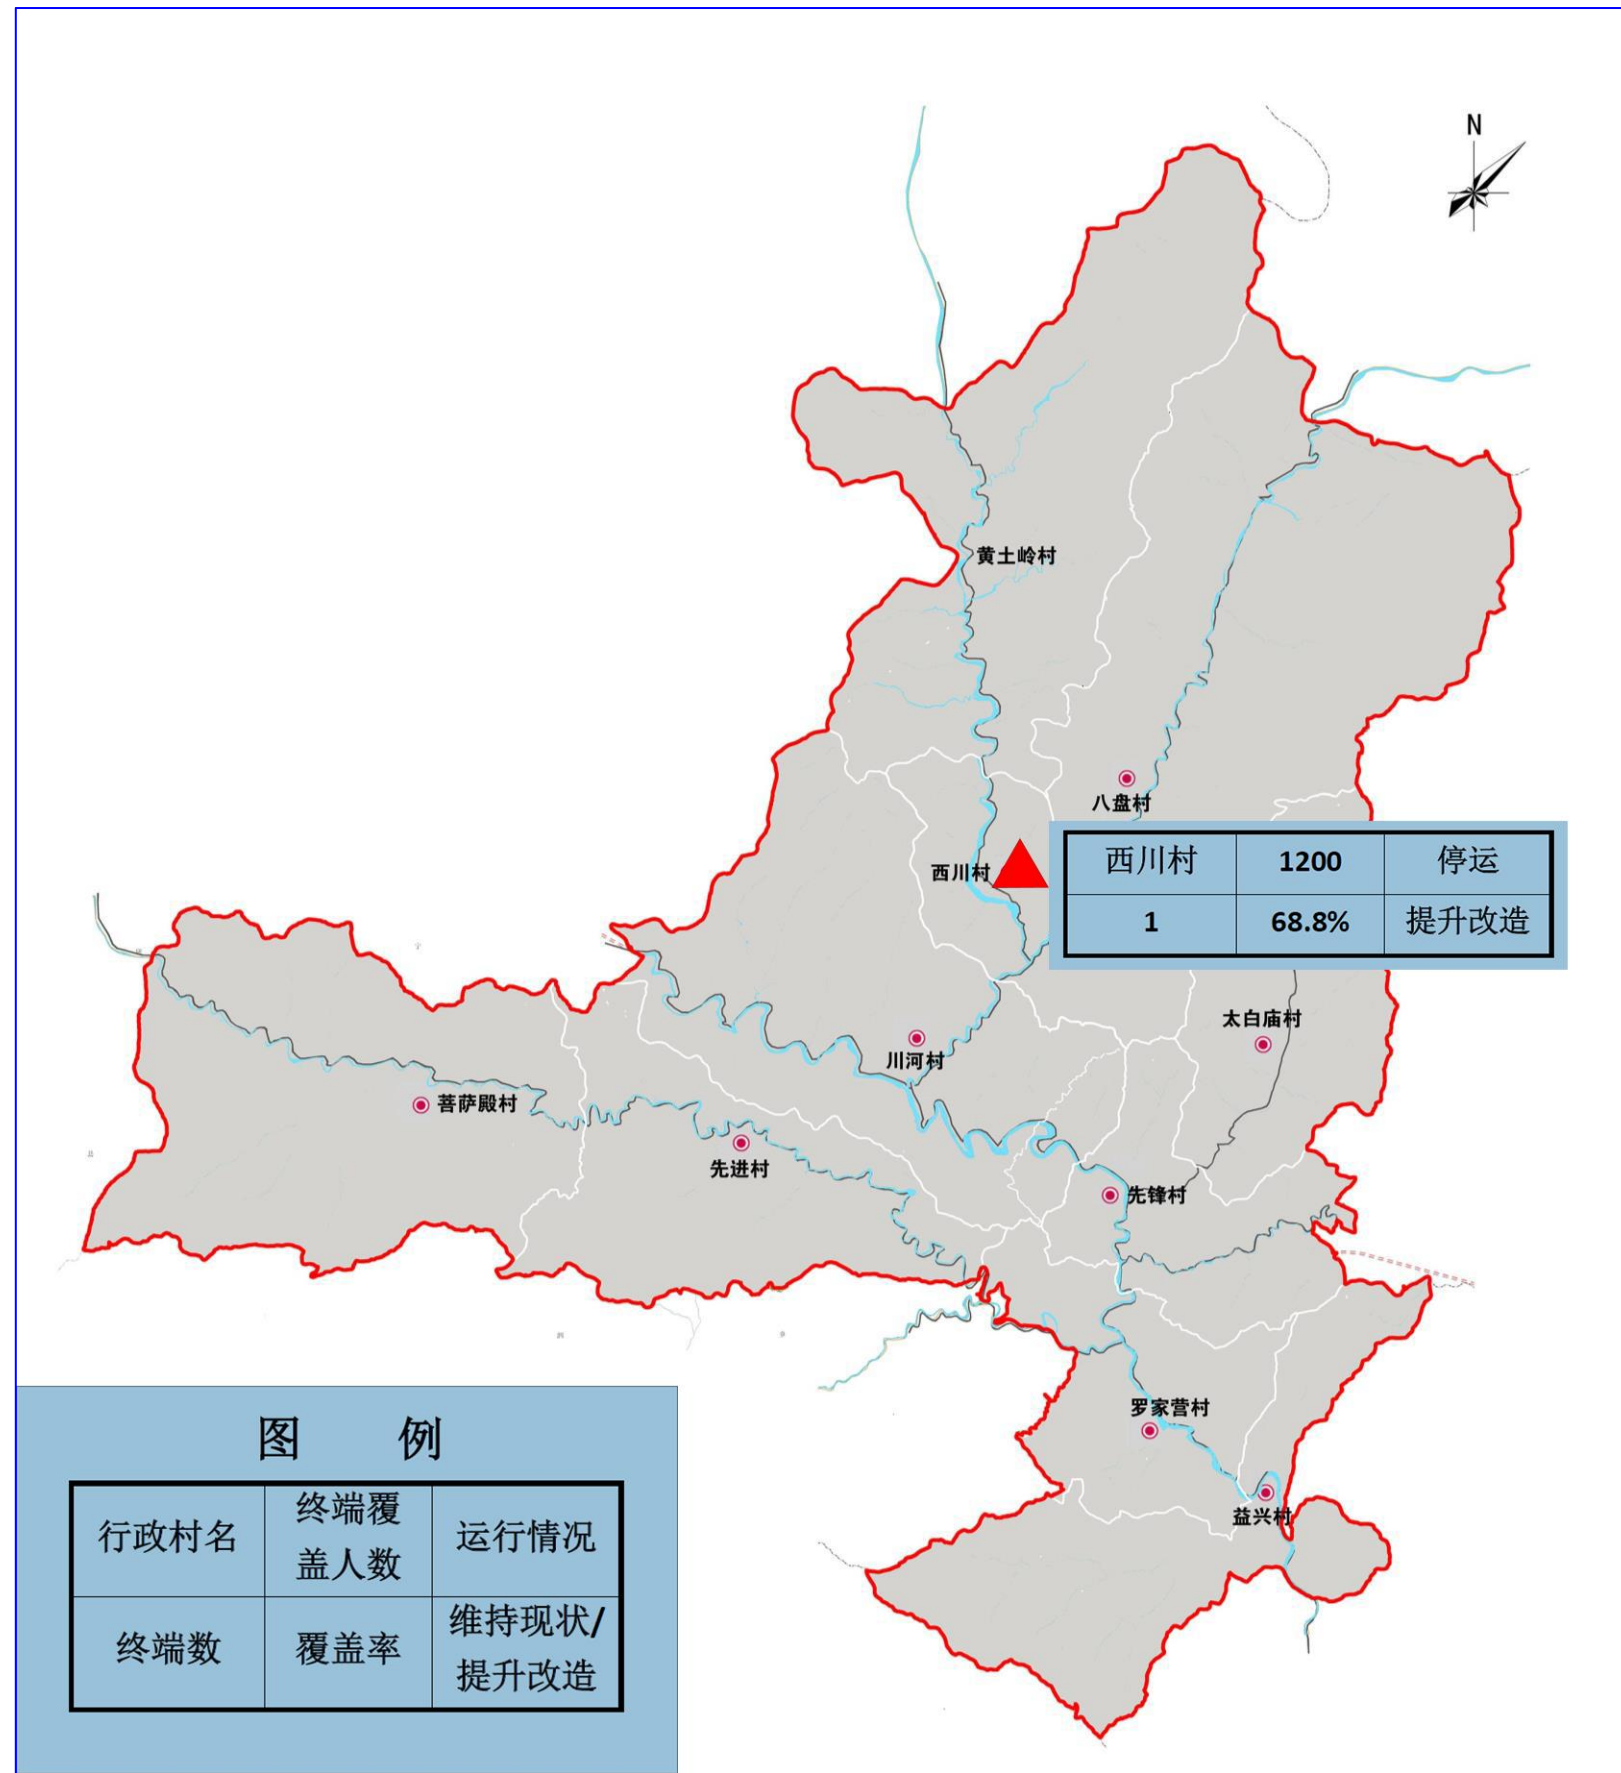 N
黄土岭村
八盘村
西川村
西川村 1200 停运
1 68.8% 提升改造
太白庙村
川河村
菩萨殿村
先进村
先锋村
罗家营村
益兴村
图 例
行政村名 终端覆盖人数 运行情况
终端数 覆盖率 维持现状/提升改造